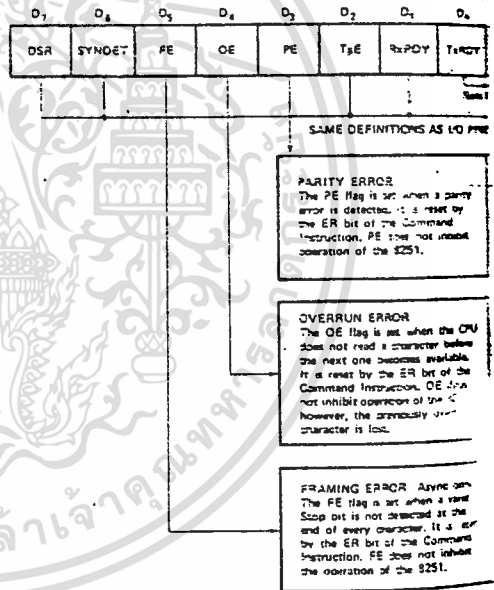 D7 D6 D5 D4 D3 D2 D1 D0
DSR SYNDET FE OE PE TxE RxRDY TxRDY
SAME DEFINITIONS AS I/O PINS
PARITY ERROR
The PE flag is set when a parity
error is detected. It is reset by
the ER bit of the Command
Instruction. PE does not inhibit
operation of the 8251.
OVERRUN ERROR
The OE flag is set when the CPU
does not read a character before
the next one becomes available.
It is reset by the ER bit of the
Command Instruction. OE does
not inhibit operation of the
however, the previously
character is lost.
FRAMING ERROR Async only
The FE flag is set when a valid
Stop bit is not detected at the
end of every character. It is reset
by the ER bit of the Command
Instruction. FE does not inhibit
the operation of the 8251.